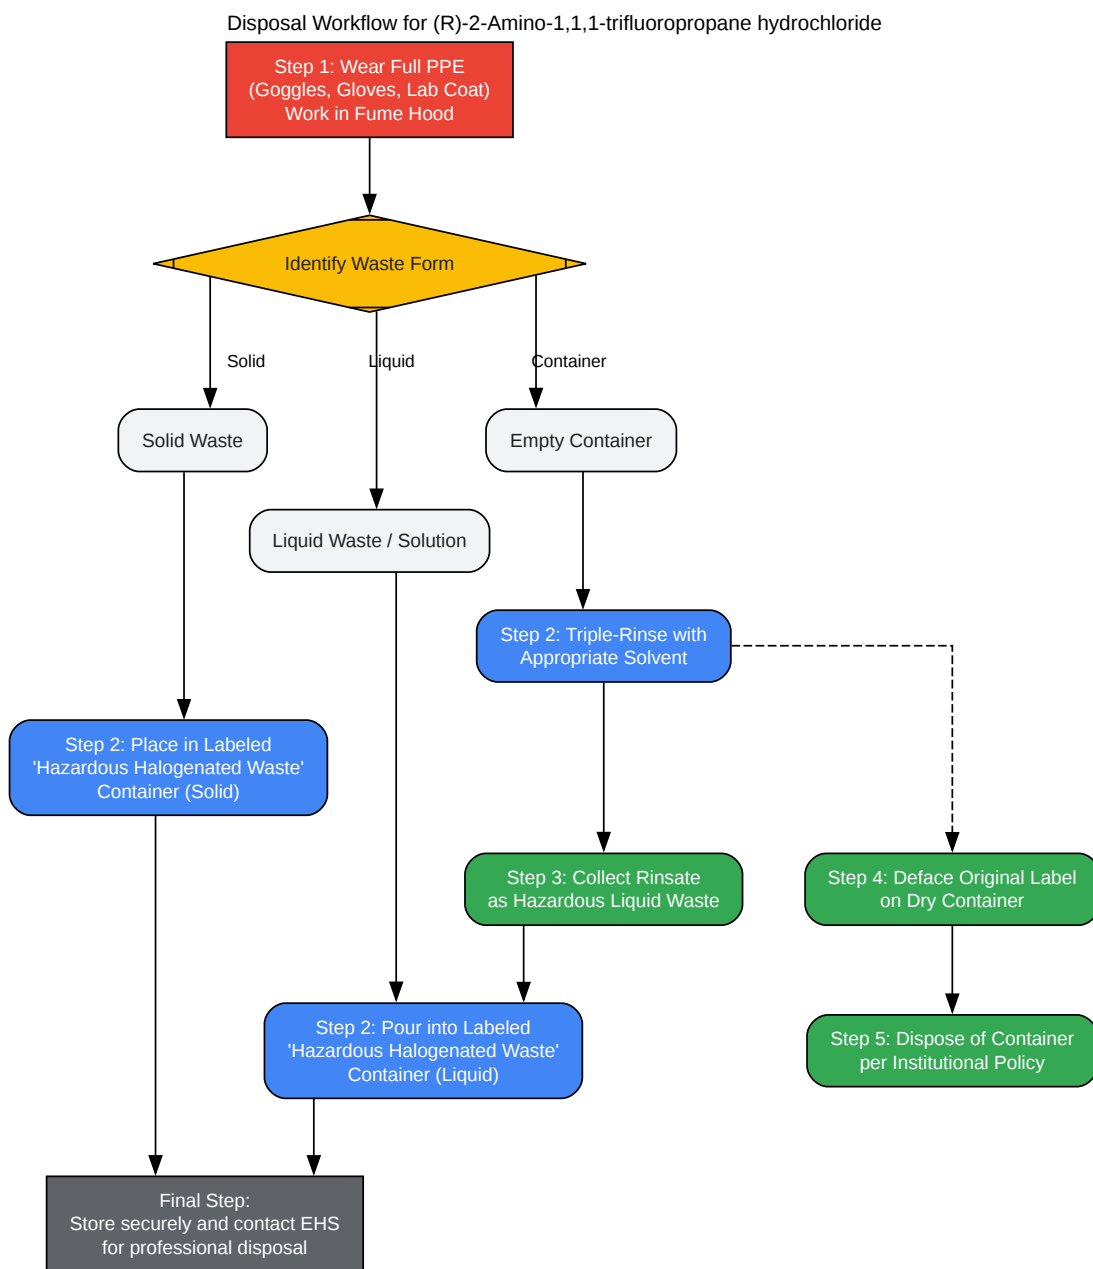 Disposal Workflow for (R)-2-Amino-1,1,1-trifluoropropane hydrochloride
Step 1: Wear Full PPE
(Goggles, Gloves, Lab Coat)
Work in Fume Hood
Identify Waste Form
Solid
Liquid
Container
Solid Waste
Empty Container
Liquid Waste / Solution
Step 2: Triple-Rinse with
Appropriate Solvent
Step 2: Place in Labeled
'Hazardous Halogenated Waste'
Container (Solid)
Step 3: Collect Rinsate
as Hazardous Liquid Waste
Step 4: Deface Original Label
on Dry Container
Step 2: Pour into Labeled
'Hazardous Halogenated Waste'
Container (Liquid)
Step 5: Dispose of Container
per Institutional Policy
Final Step:
Store securely and contact EHS
for professional disposal